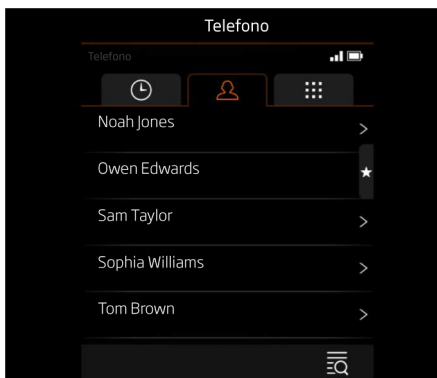 Telefono
Telefono
Noah Jones
Owen Edwards
Sam Taylor
Sophia Williams
Tom Brown